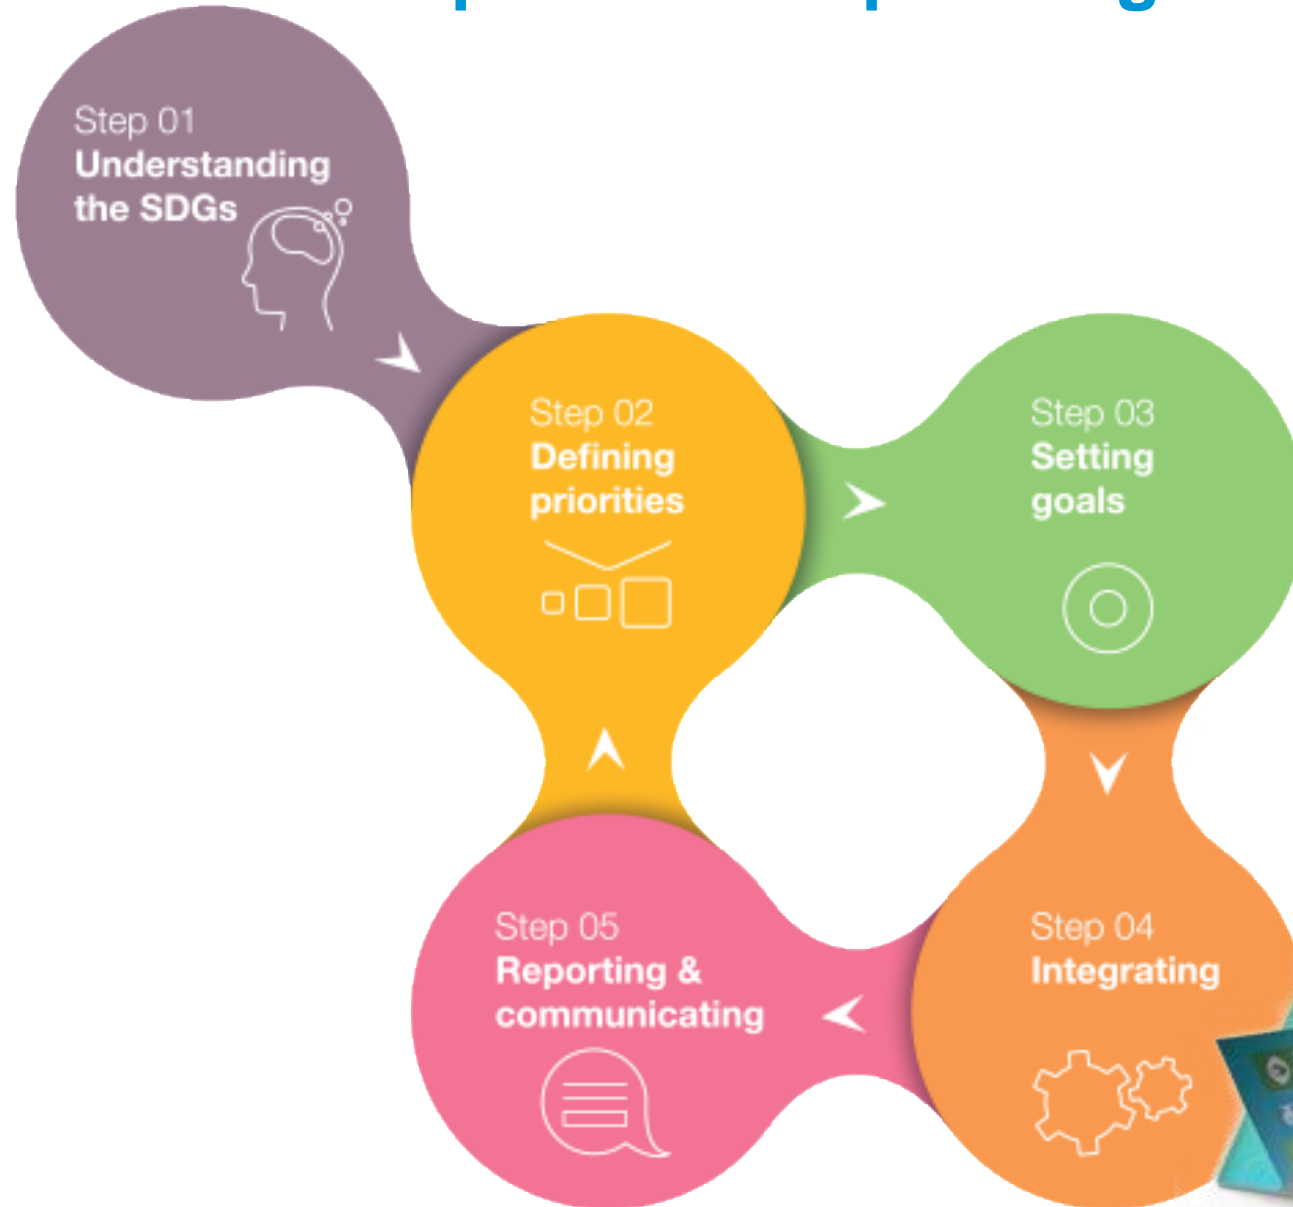 Step 01
Understanding
the SDGs
Step 02
Defining
priorities
Step 03
Setting
goals
Step 05
Reporting &
communicating
Step 04
Integrating